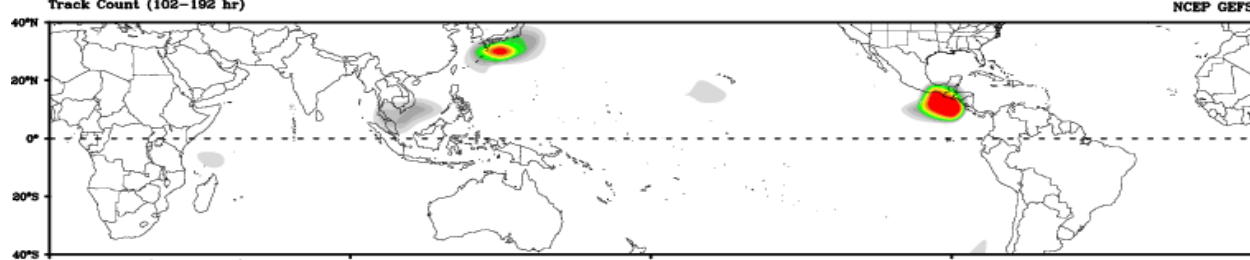 Track Count (102–192 hr)
NCEP GEFS
40°N
20°N
0°
20°S
40°S